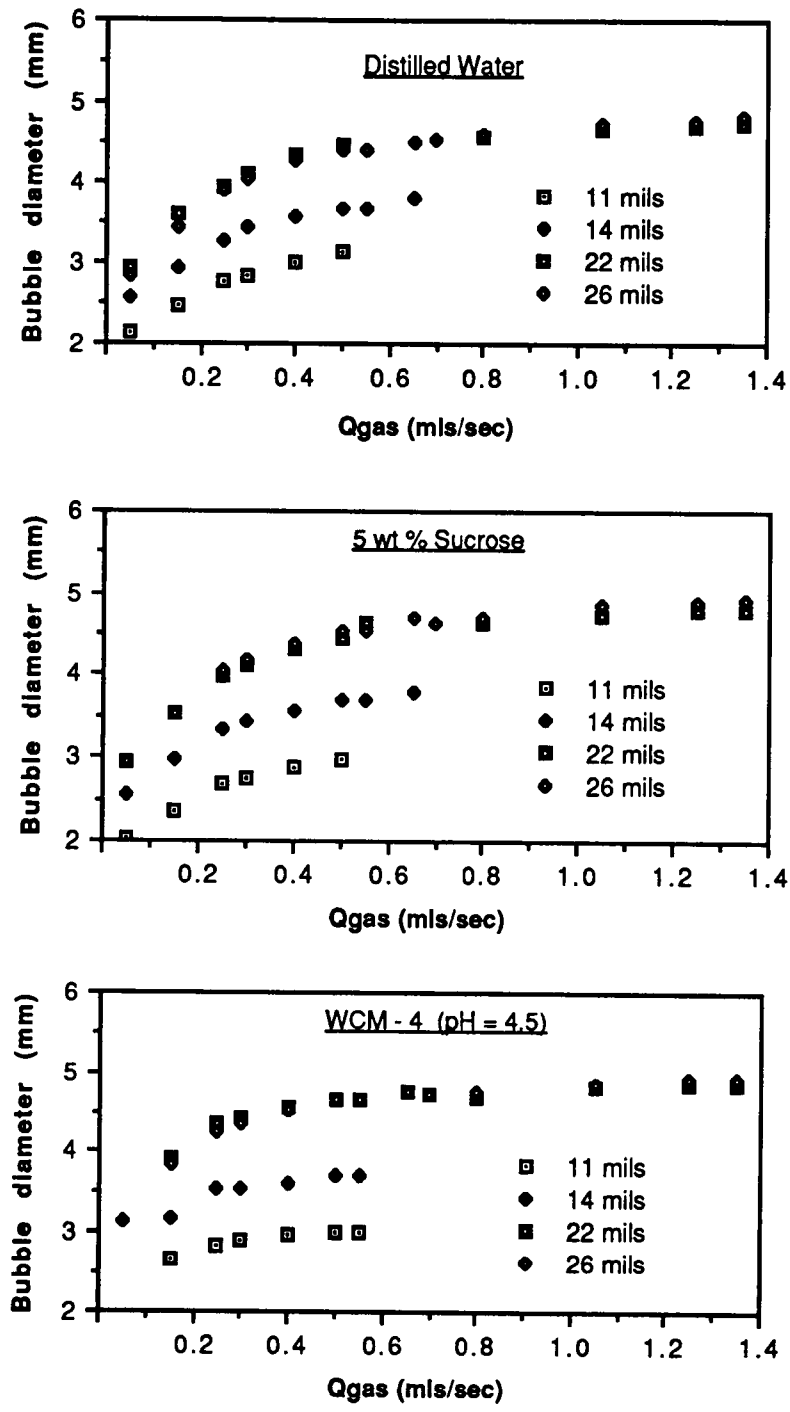 Distilled Water
Bubble diameter (mm)
6
5
4
3
2
11 mils
14 mils
22 mils
26 mils
0.2 0.4 0.6 0.8 1.0 1.2 1.4
Qgas (mls/sec)
5 wt % Sucrose
Bubble diameter (mm)
6
5
4
3
2
11 mils
14 mils
22 mils
26 mils
0.2 0.4 0.6 0.8 1.0 1.2 1.4
Qgas (mls/sec)
WCM - 4 (pH = 4.5)
Bubble diameter (mm)
6
5
4
3
2
11 mils
14 mils
22 mils
26 mils
0.2 0.4 0.6 0.8 1.0 1.2 1.4
Qgas (mls/sec)